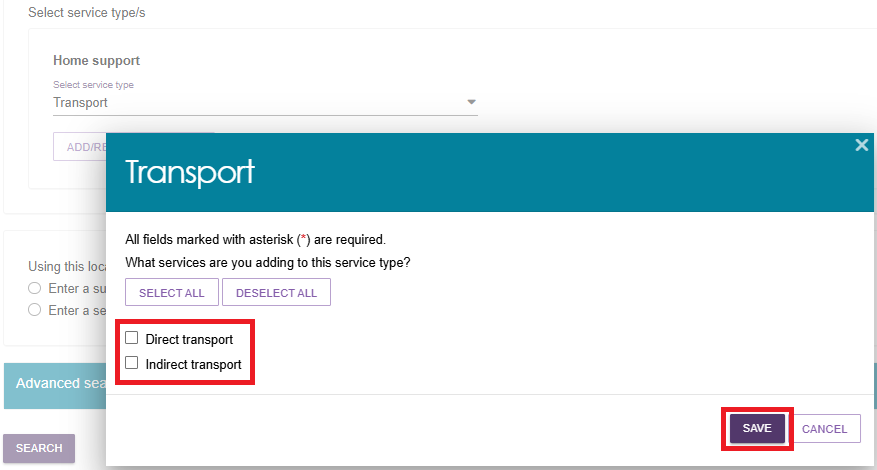 Select service type/s
Home support
Select service type
Transport
ADD/RE
Transport
All fields marked with asterisk (*) are required.
What services are you adding to this service type?
SELECT ALL DESELECT ALL
Direct transport
Indirect transport
SAVE CANCEL
Using this loca
Enter a su
Enter a se
Advanced sea
SEARCH